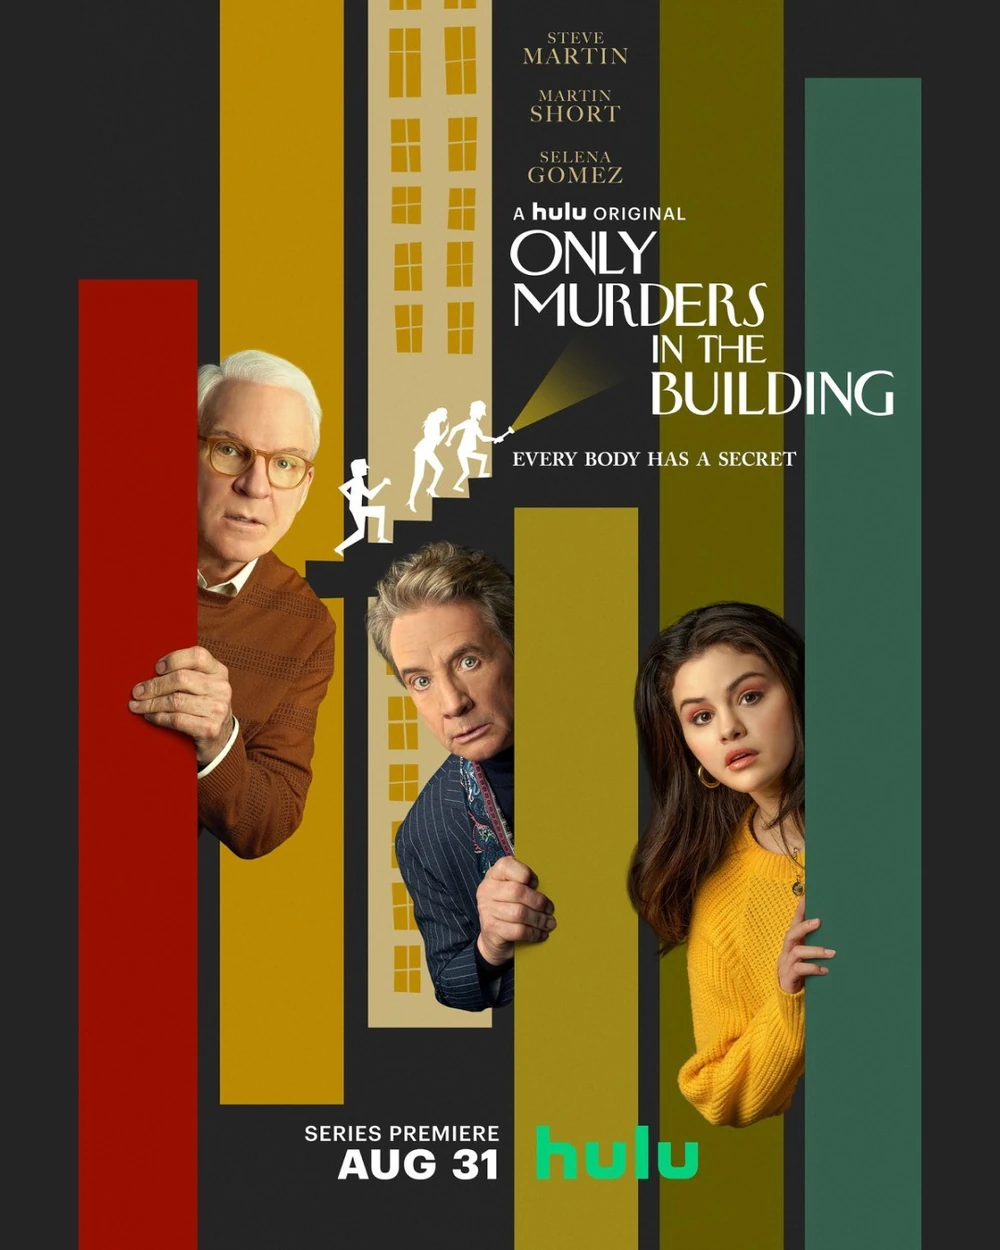 STEVE
MARTIN
MARTIN
SHORT
SELENA
GOMEZ
A hulu ORIGINAL
ONLY
MURDERS
IN THE
BUILDING
EVERY BODY HAS A SECRET
SERIES PREMIERE
AUG 31
hulu